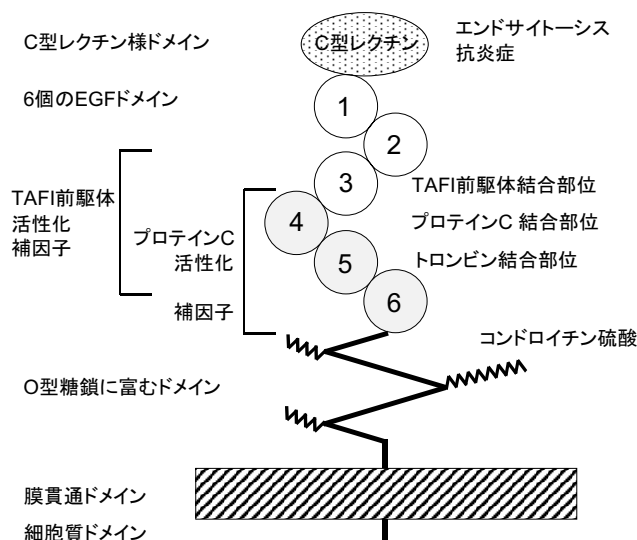 C型レクチン様ドメイン
C型レクチン
エンドサイトーシス
抗炎症
6個のEGFドメイン
1
2
3
TAFI前駆体結合部位
TAFI前駆体
活性化
補因子
4
プロテインC 結合部位
プロテインC
活性化
5
トロンビン結合部位
6
補因子
コンドロイチン硫酸
O型糖鎖に富むドメイン
膜貫通ドメイン
細胞質ドメイン